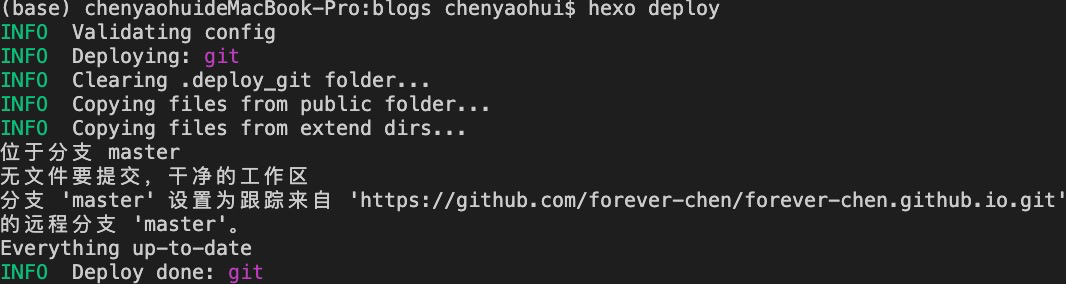 (base) chenyaohuideMacBook-Pro:blogs chenyaohui$ hexo deploy
INFO  Validating config
INFO  Deploying: git
INFO  Clearing .deploy_git folder...
INFO  Copying files from public folder...
INFO  Copying files from extend dirs...
位于分支 master
无文件要提交，干净的工作区
分支 'master' 设置为跟踪来自 'https://github.com/forever-chen/forever-chen.github.io.git'
的远程分支 'master'。
Everything up-to-date
INFO  Deploy done: git